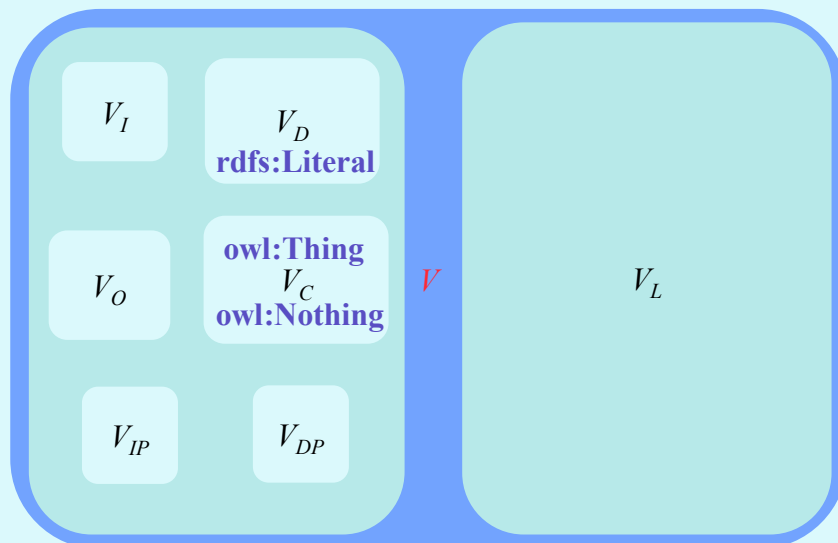 V_I
V_D
rdfs:Literal
V_O
owl:Thing
V_C
owl:Nothing
V
V_L
V_IP
V_DP